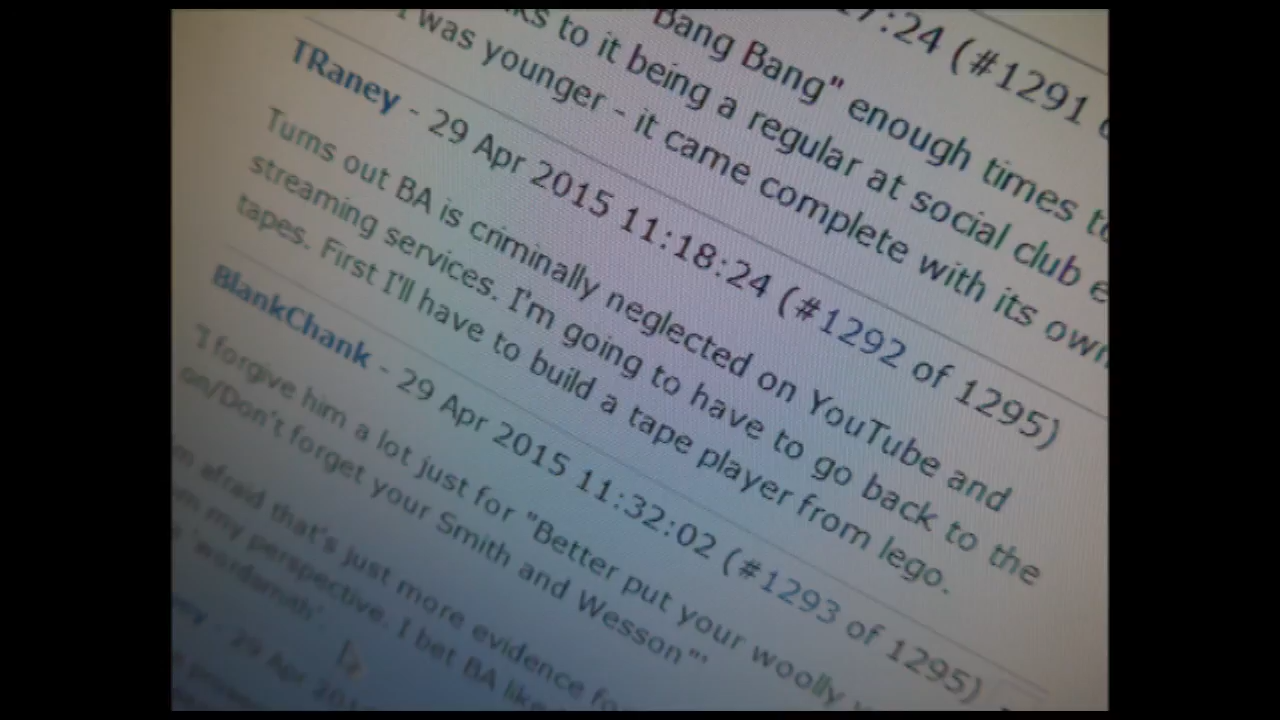 17:24 (#1291
"Bang Bang" enough times to
to it being a regular at social club
I was younger - it came complete with its own
TRaney - 29 Apr 2015 11:18:24 (#1292 of 1295)
Turns out BA is criminally neglected on YouTube and
streaming services. I'm going to have to go back to the
tapes. First I'll have to build a tape player from lego.
BlankChank - 29 Apr 2015 11:32:02 (#1293 of 1295)
'I forgive him a lot just for "Better put your woolly
on/Don't forget your Smith and Wesson"'
afraid that's just more evidence
my perspective. I bet BA like
29 Apr